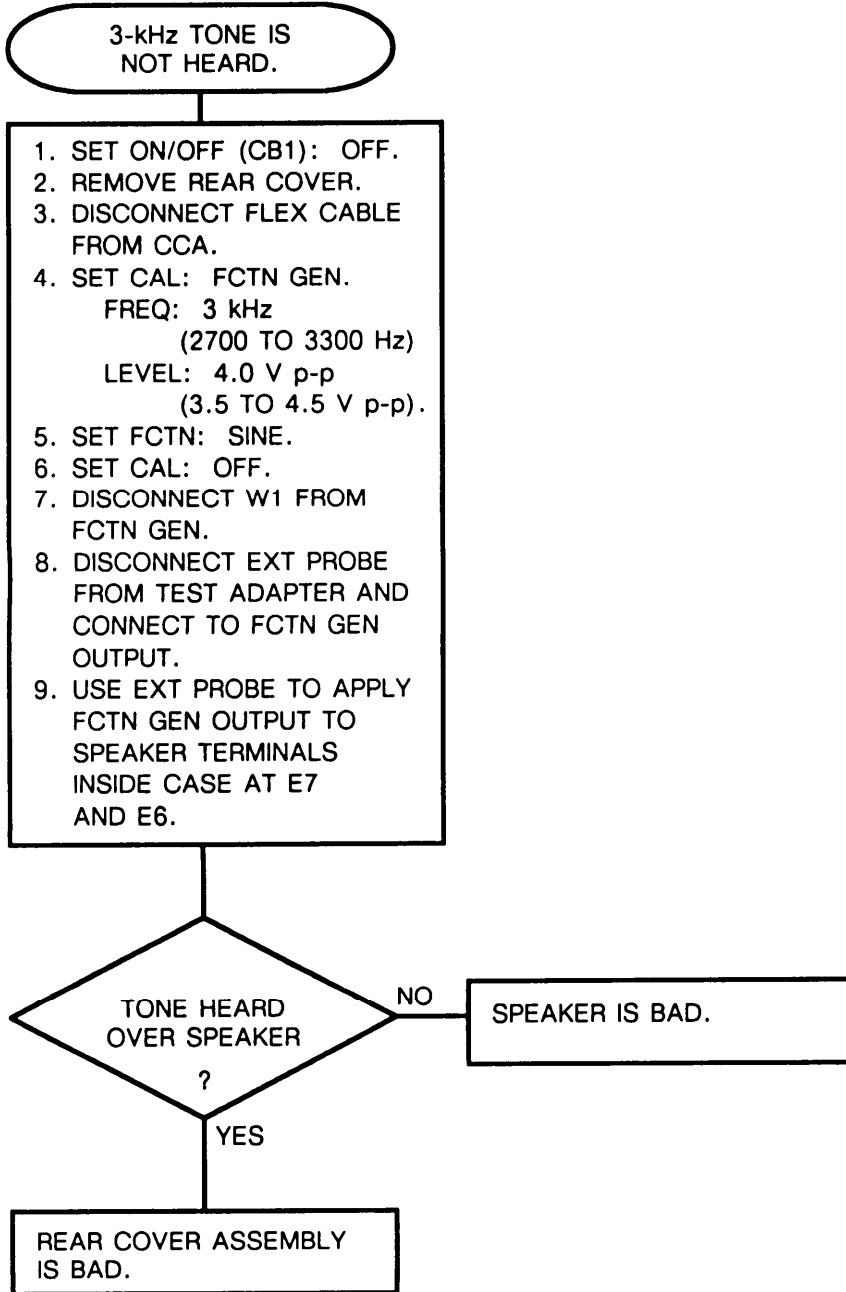 3-kHz TONE IS
NOT HEARD.
1. SET ON/OFF (CB1): OFF.
2. REMOVE REAR COVER.
3. DISCONNECT FLEX CABLE
FROM CCA.
4. SET CAL: FCTN GEN.
FREQ: 3 kHz
(2700 TO 3300 Hz)
LEVEL: 4.0 V p-p
(3.5 TO 4.5 V p-p).
5. SET FCTN: SINE.
6. SET CAL: OFF.
7. DISCONNECT W1 FROM
FCTN GEN.
8. DISCONNECT EXT PROBE
FROM TEST ADAPTER AND
CONNECT TO FCTN GEN
OUTPUT.
9. USE EXT PROBE TO APPLY
FCTN GEN OUTPUT TO
SPEAKER TERMINALS
INSIDE CASE AT E7
AND E6.
TONE HEARD
OVER SPEAKER
?
NO
SPEAKER IS BAD.
YES
REAR COVER ASSEMBLY
IS BAD.